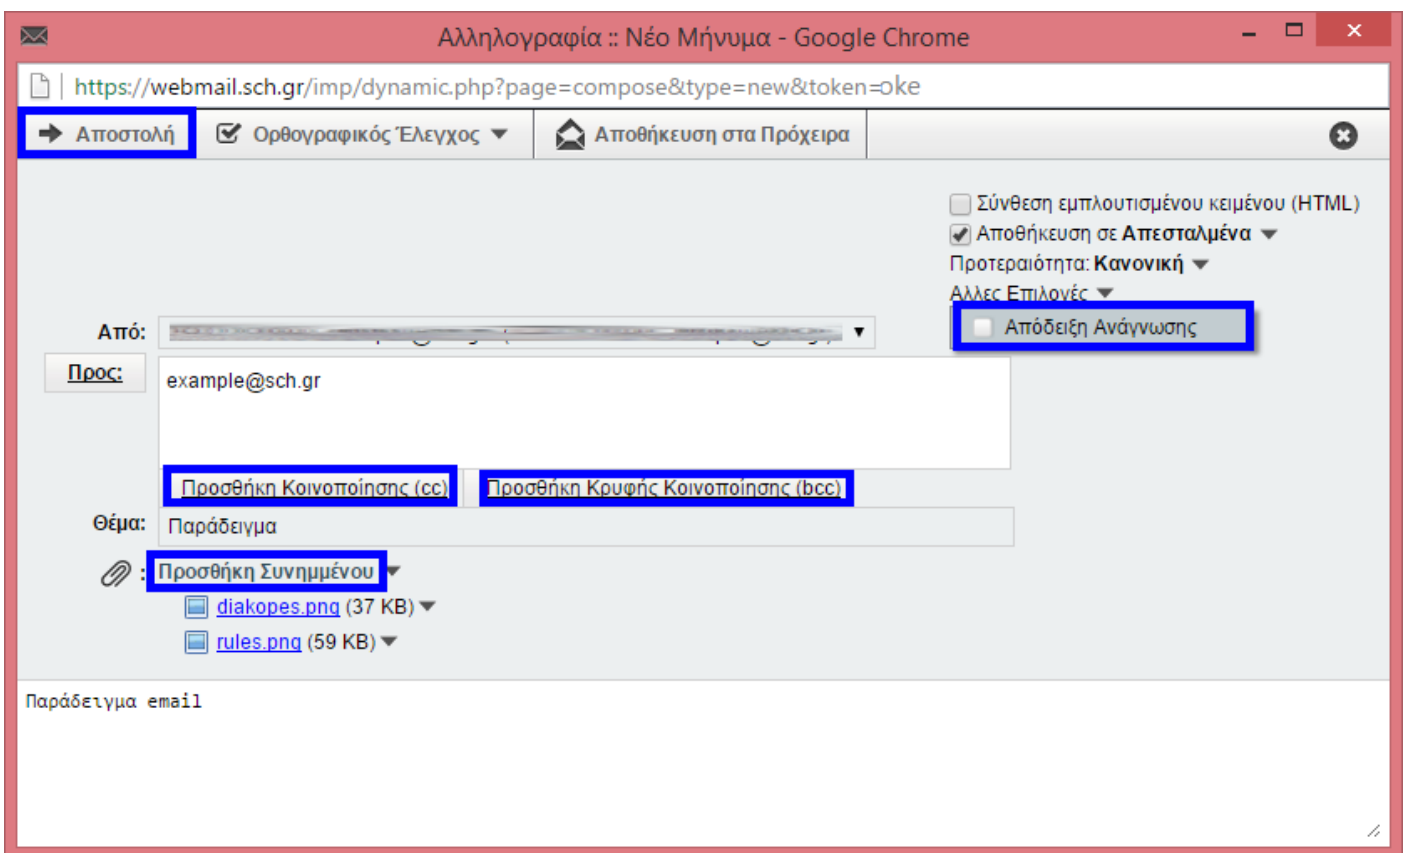 Αλληλογραφία :: Νέο Μήνυμα - Google Chrome
https://webmail.sch.gr/imp/dynamic.php?page=compose&type=new&token=oke
Αποστολή Ορθογραφικός Έλεγχος Αποθήκευση στα Πρόχειρα
Σύνθεση εμπλουτισμένου κειμένου (HTML)
Αποθήκευση σε Απεσταλμένα
Προτεραιότητα: Κανονική
Αλλες Επιλογές
Απόδειξη Ανάγνωσης
Από:
Προς: example@sch.gr
Προσθήκη Κοινοποίησης (cc) Προσθήκη Κρυφής Κοινοποίησης (bcc)
Θέμα: Παράδειγμα
: Προσθήκη Συνημμένου
diakopes.png (37 KB)
rules.png (59 KB)
Παράδειγμα email